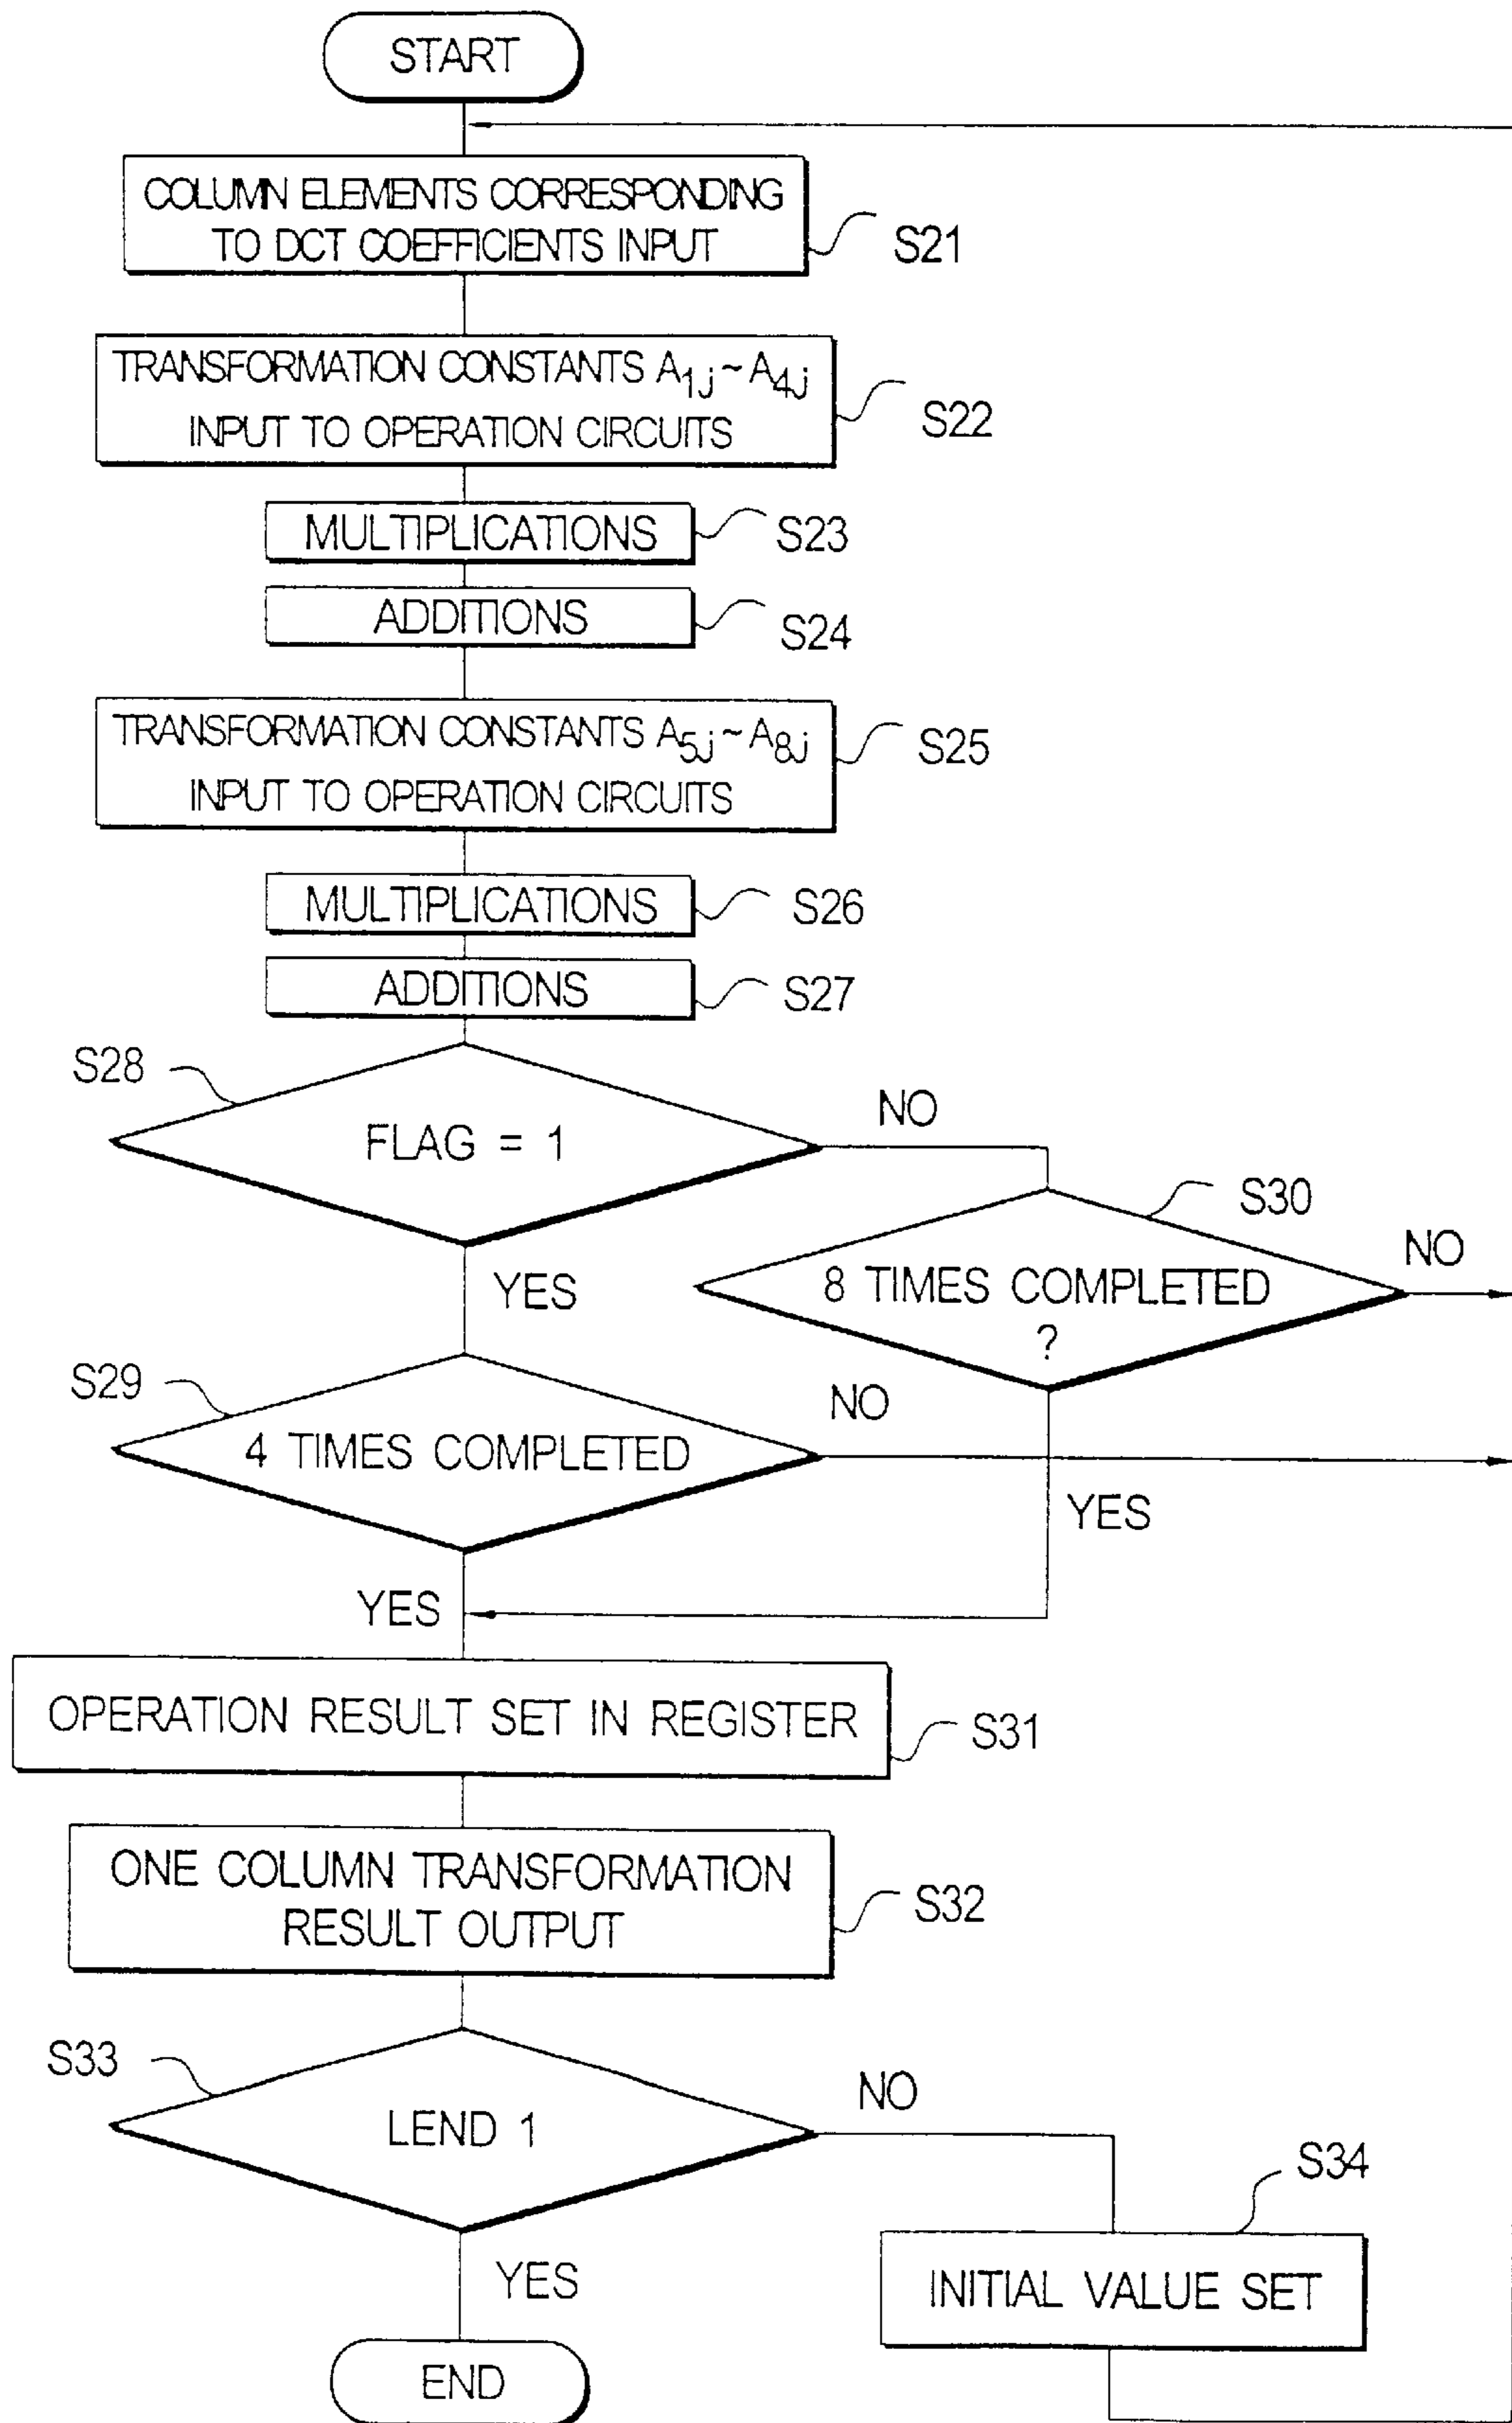 START
COLUMN ELEMENTS CORRESPONDING
TO DCT COEFFICIENTS INPUT
S21
TRANSFORMATION CONSTANTS A1j~A4j
INPUT TO OPERATION CIRCUITS
S22
MULTIPLICATIONS
S23
ADDITIONS
S24
TRANSFORMATION CONSTANTS A5j~A8j
INPUT TO OPERATION CIRCUITS
S25
MULTIPLICATIONS
S26
ADDITIONS
S27
S28
FLAG = 1
NO
YES
S30
8 TIMES COMPLETED
?
NO
YES
S29
4 TIMES COMPLETED
NO
YES
OPERATION RESULT SET IN REGISTER
S31
ONE COLUMN TRANSFORMATION
RESULT OUTPUT
S32
S33
LEND 1
NO
YES
S34
INITIAL VALUE SET
END